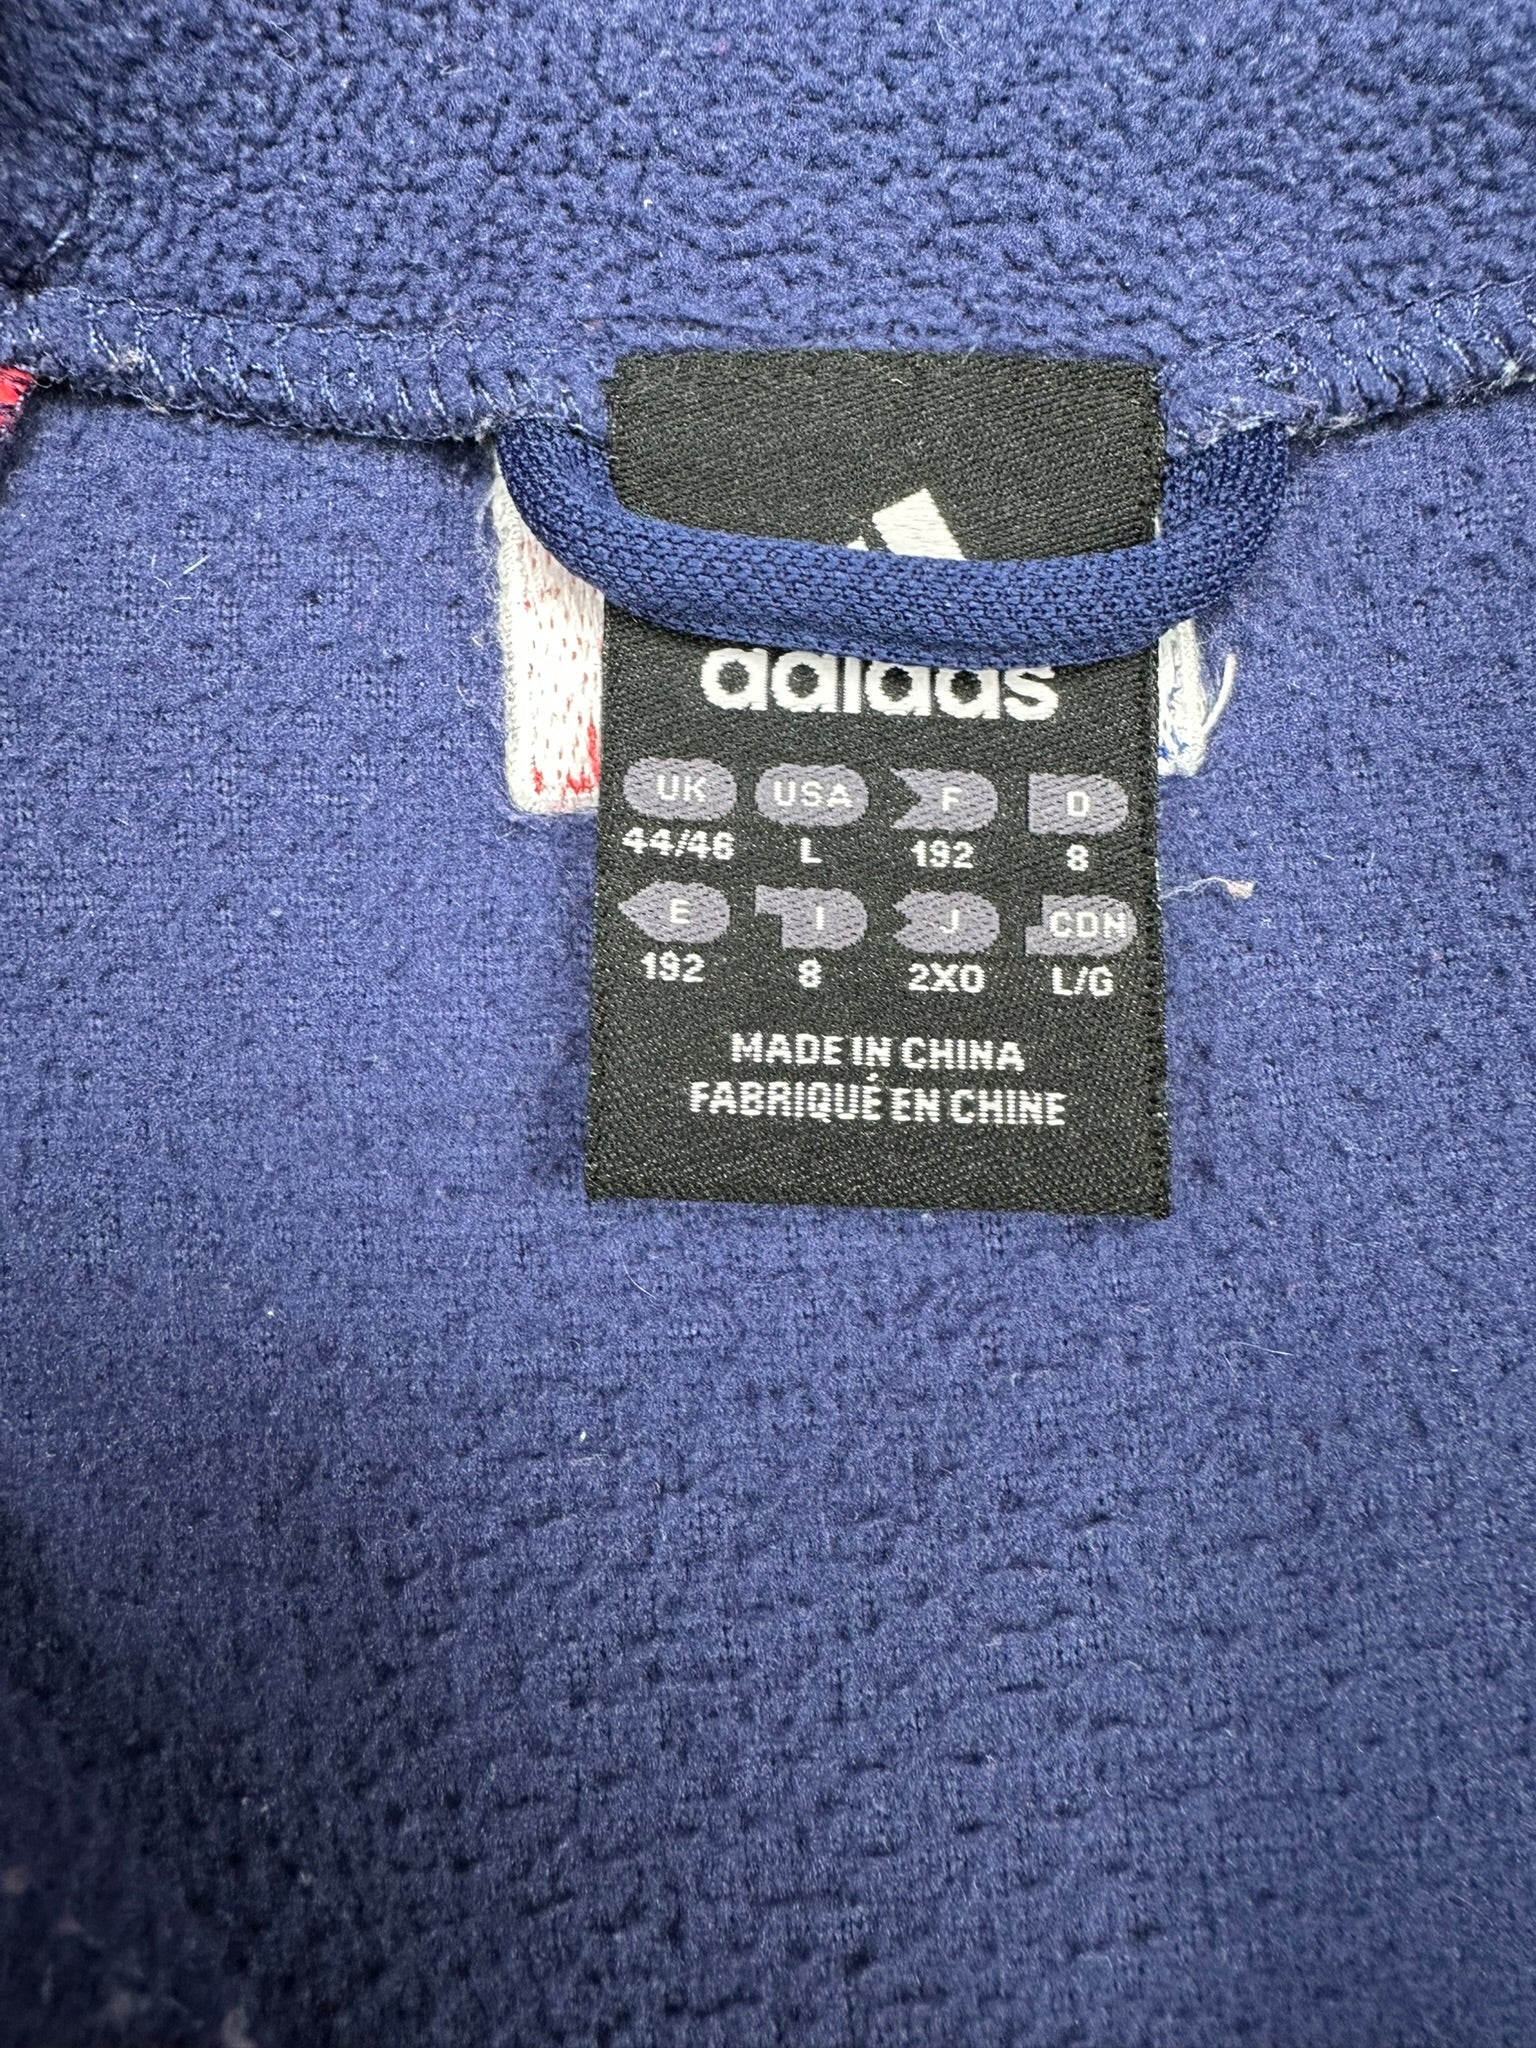 adidas
UK USA F D
44/46 L 192 8
E I J CDN
192 8 2XO L/G
MADE IN CHINA
FABRIQUÉ EN CHINE